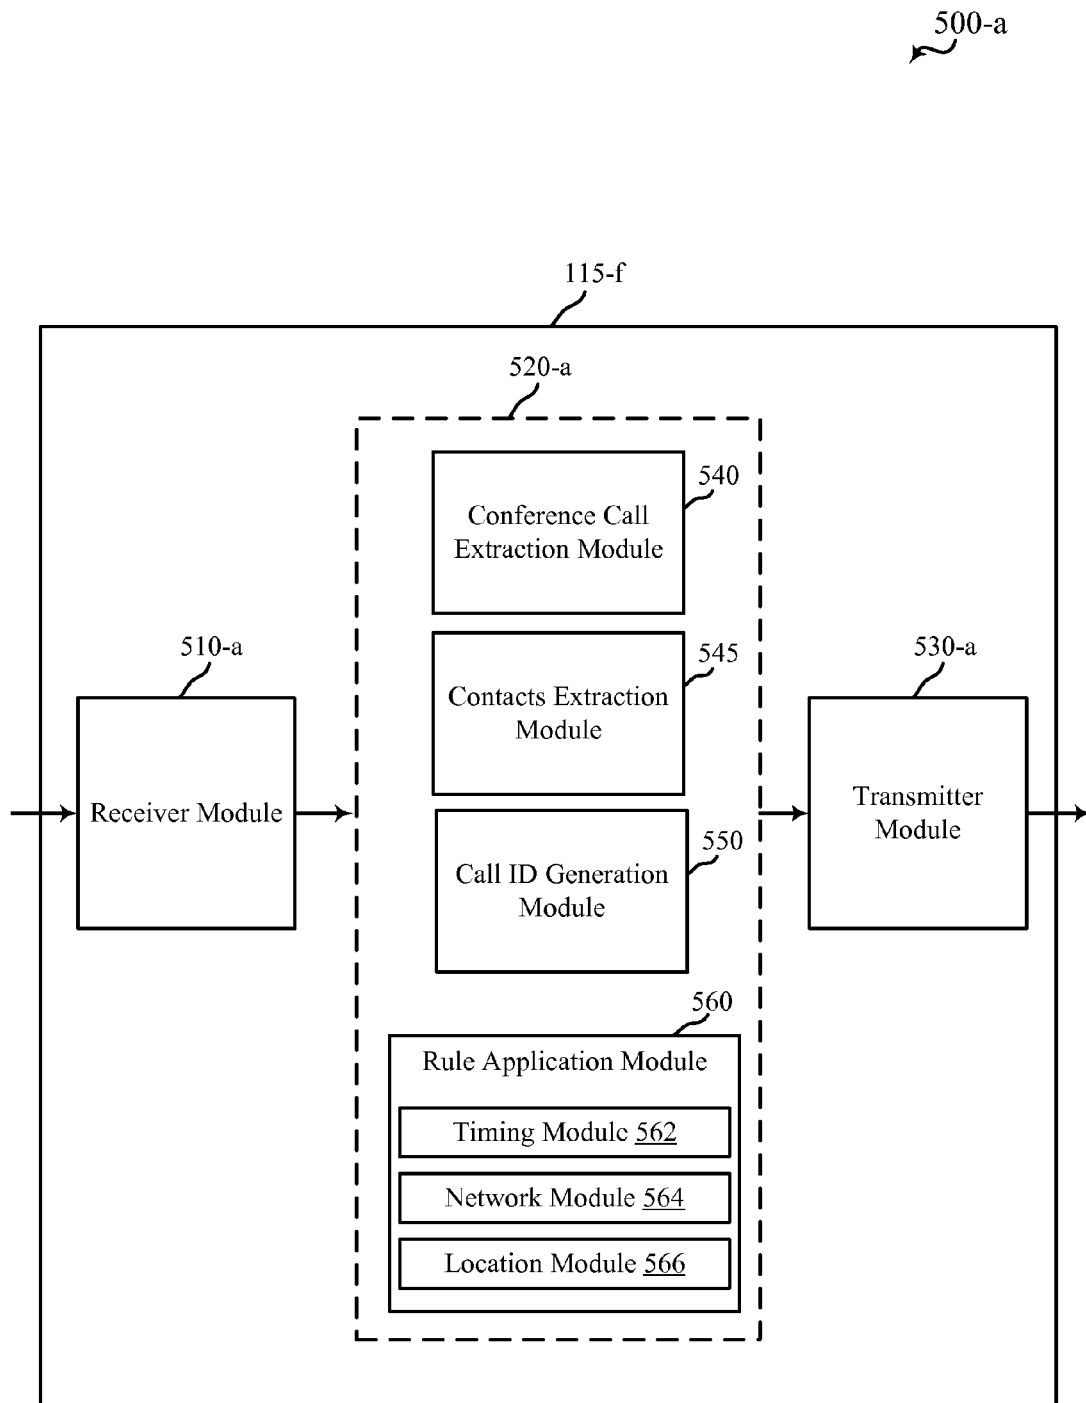 500-a
115-f
520-a
540
Conference Call
Extraction Module
510-a
545
530-a
Contacts Extraction
Module
Receiver Module
Transmitter
Module
550
Call ID Generation
Module
560
Rule Application Module
Timing Module 562
Network Module 564
Location Module 566